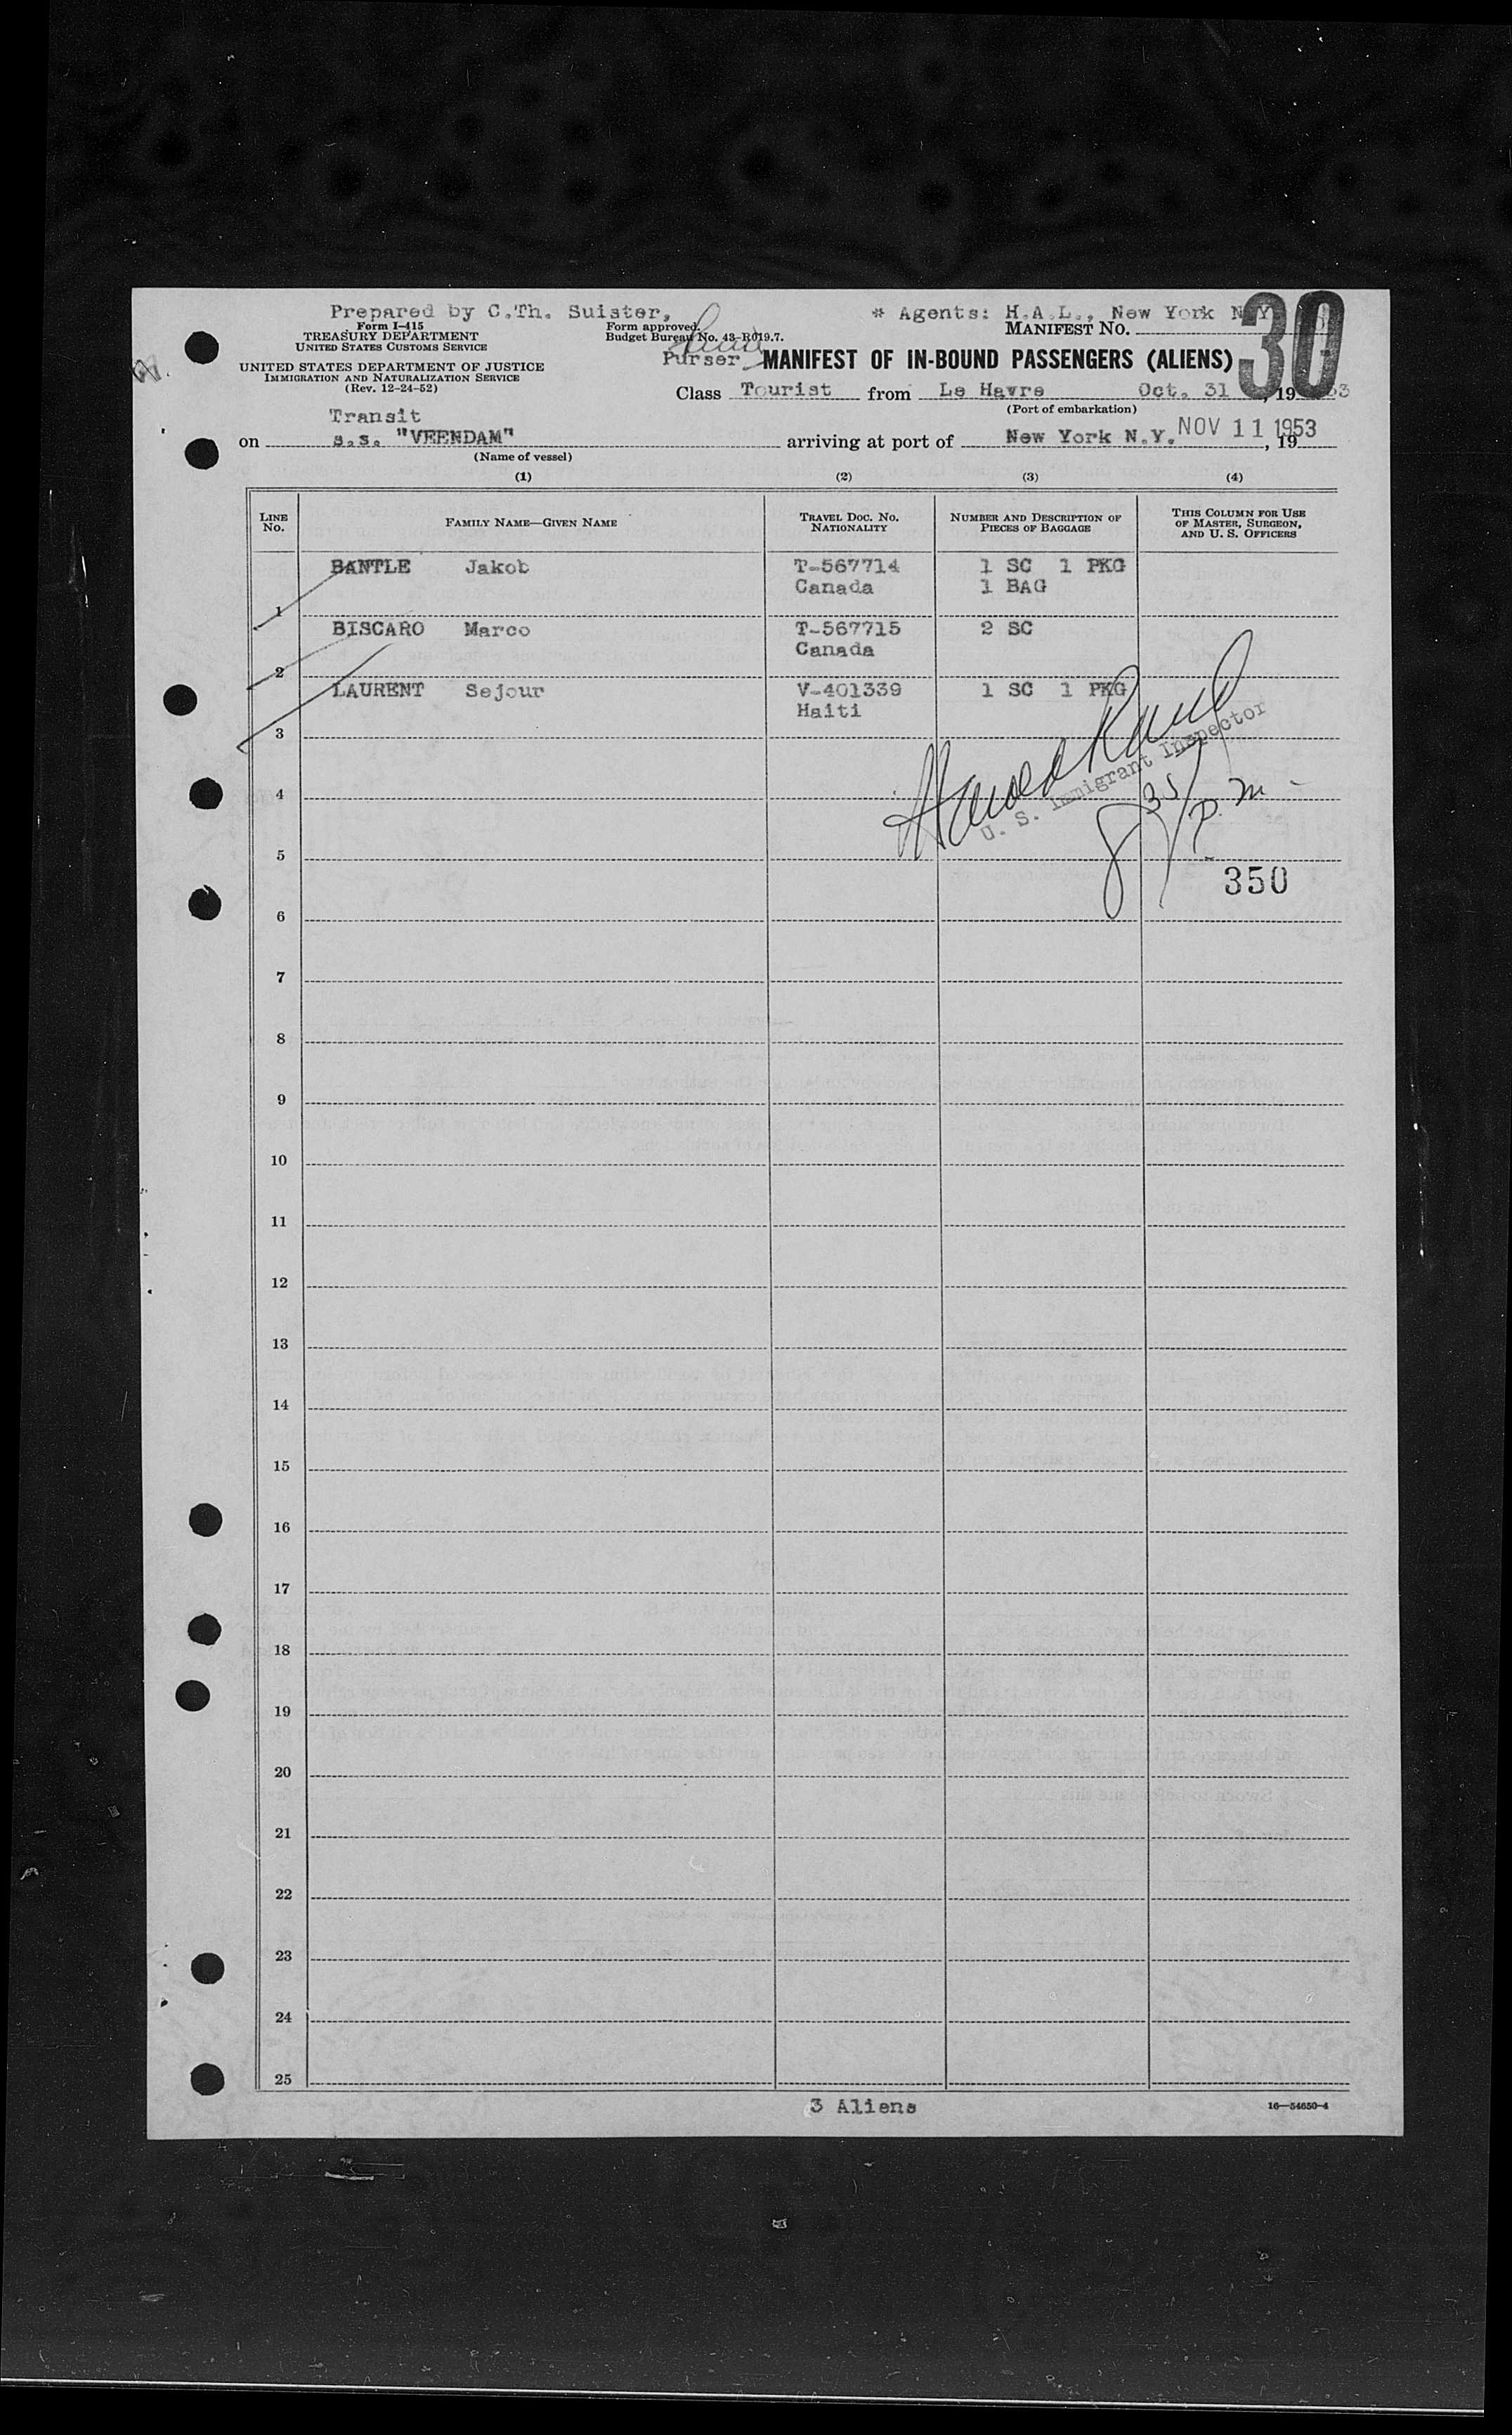 Prepared by C.Th. Suister,
* Agents: H.A.L., New York N.Y.
Form I-415
TREASURY DEPARTMENT
UNITED STATES CUSTOMS SERVICE
Form approved.
Budget Bureau No. 43-R019.7.
MANIFEST NO.
30
UNITED STATES DEPARTMENT OF JUSTICE
IMMIGRATION AND NATURALIZATION SERVICE
(Rev. 12-24-52)
Purser
MANIFEST OF IN-BOUND PASSENGERS (ALIENS)
Class Tourist from Le Havre Oct. 31, 1953
(Port of embarkation)
Transit
on s.s. "VEENDAM" arriving at port of New York N.Y. NOV 11 1953, 19
(Name of vessel)
(1) (2) (3) (4)
LINE NO.
FAMILY NAME—GIVEN NAME
TRAVEL DOC. NO. NATIONALITY
NUMBER AND DESCRIPTION OF PIECES OF BAGGAGE
THIS COLUMN FOR USE OF MASTER, SURGEON, AND U. S. OFFICERS
BANTLE Jakob T-567714 1 SC 1 PKG
Canada 1 BAG
1
BISCARO Marco T-567715 2 SC
Canada
2
LAURENT Sejour V-401339 1 SC 1 PKG
Haiti
3
U. S. Immigrant Inspector
8 35/ p.m.
4
5
350
6
7
8
9
10
11
12
13
14
15
16
17
18
19
20
21
22
23
24
25
3 Aliens
16—54650-4